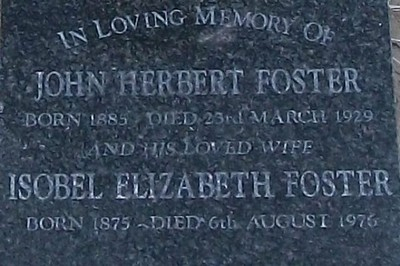 IN LOVING MEMORY OF
JOHN HERBERT FOSTER
BORN 1885 - DIED 23rd MARCH 1929
AND HIS LOVED WIFE
ISOBEL ELIZABETH FOSTER
BORN 1875 - DIED 6th AUGUST 1976